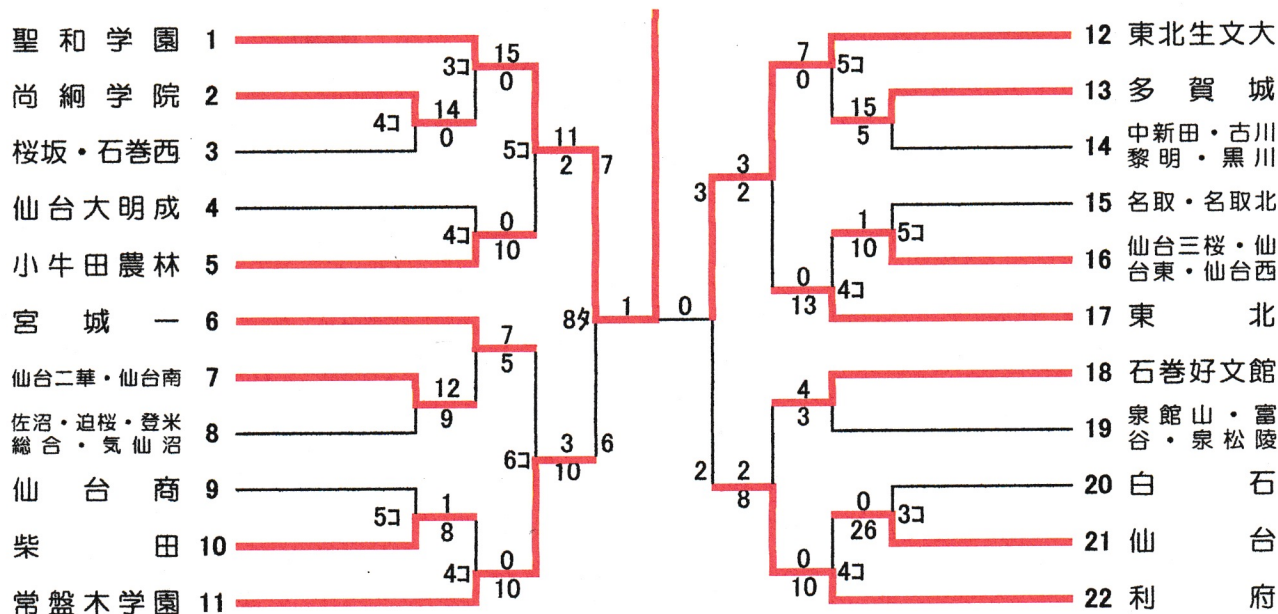 聖和学園 1
尚絅学院 2
桜坂・石巻西 3
仙台大明成 4
小牛田農林 5
宮城一 6
仙台二華・仙台南 7
佐沼・迫桜・登米
総合・気仙沼 8
仙台商 9
柴田 10
常盤木学園 11
15
3コ
0
14
4コ
0
11
5コ
2
7
0
4コ
10
8タ
1
0
7
5
12
9
3
6コ
10
6
1
5コ
8
0
4コ
10
7
5コ
0
15
5
3
3
2
1
5コ
10
0
4コ
13
4
3
2
2
8
0
3コ
26
0
4コ
10
12 東北生文大
13 多賀城
14 中新田・古川
黎明・黒川
15 名取・名取北
16 仙台三桜・仙
台東・仙台西
17 東北
18 石巻好文館
19 泉館山・富
谷・泉松陵
20 白石
21 仙台
22 利府